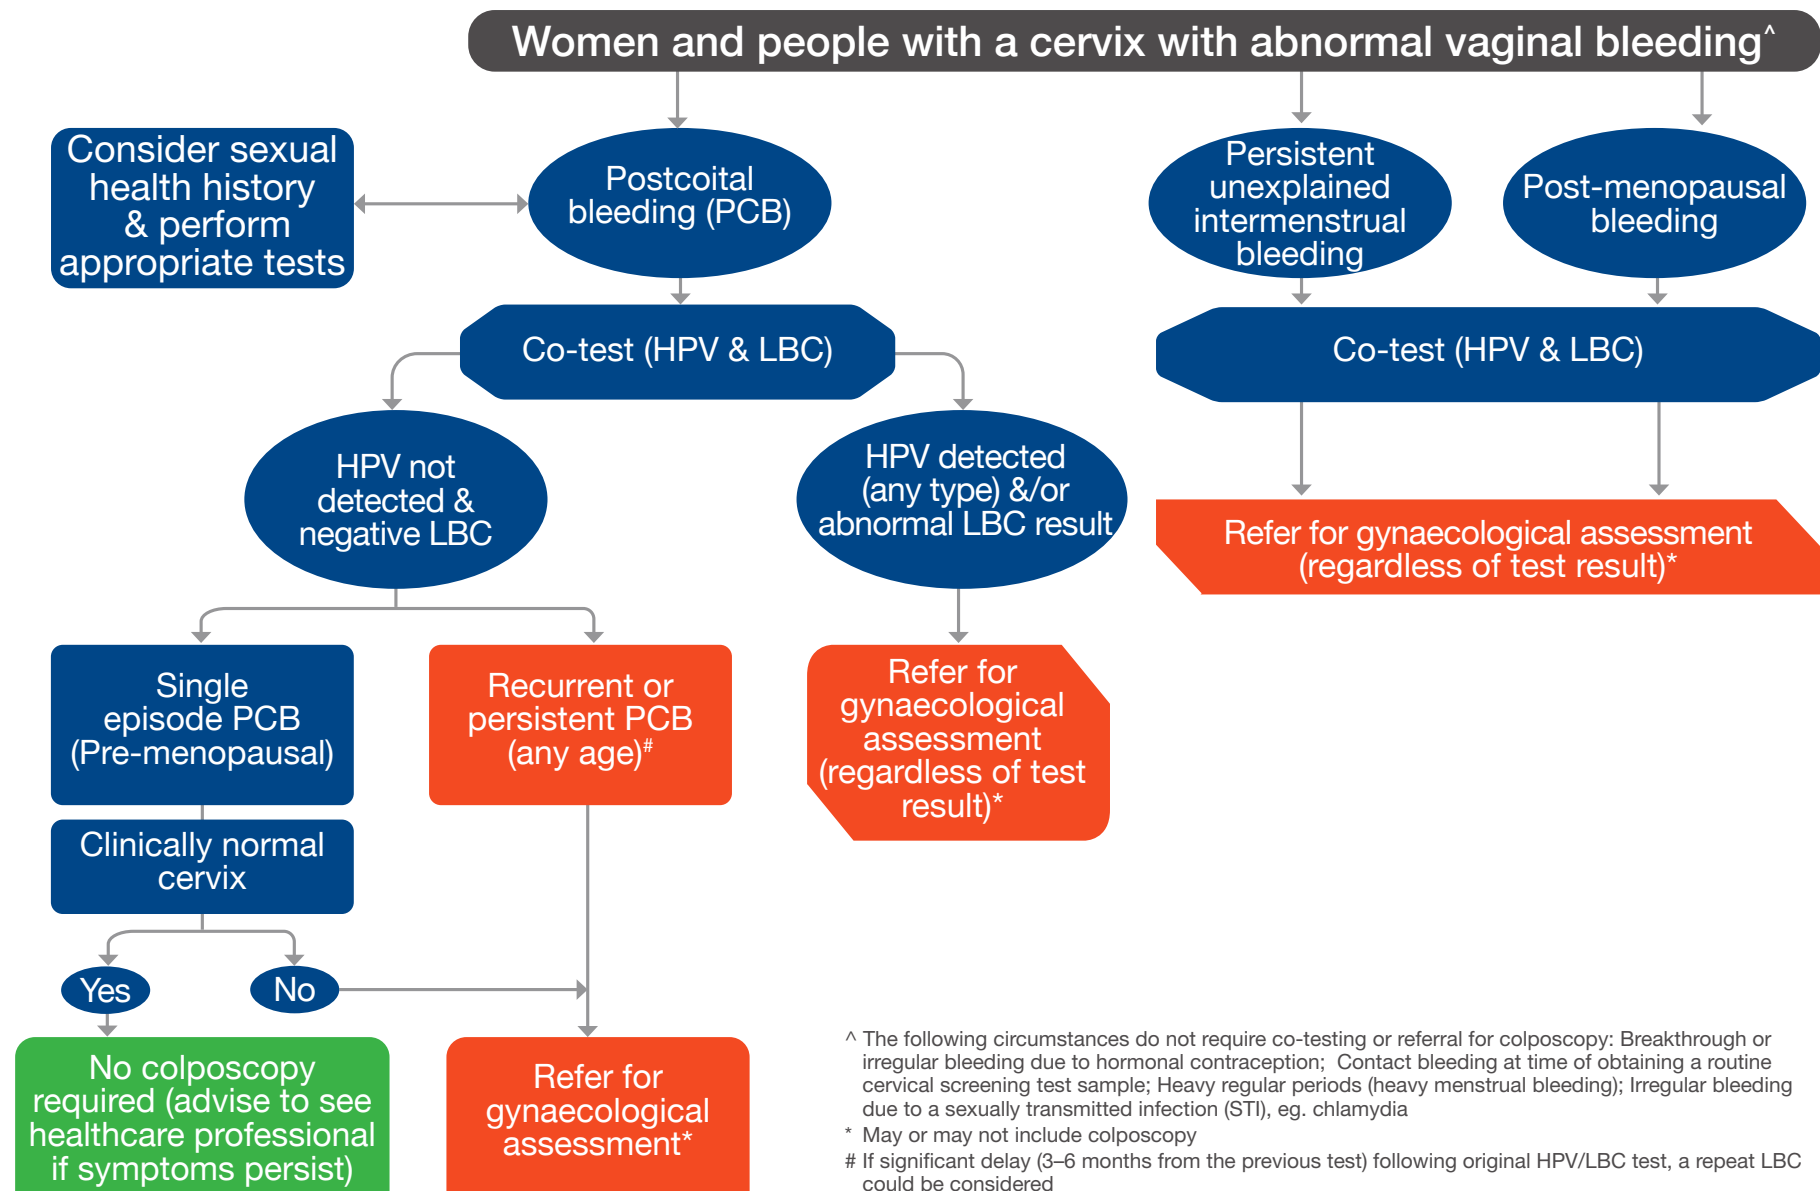 Women and people with a cervix with abnormal vaginal bleeding^
Consider sexual
health history
& perform
appropriate tests
Postcoital
bleeding (PCB)
Persistent
unexplained
intermenstrual
bleeding
Post-menopausal
bleeding
Co-test (HPV & LBC)
Co-test (HPV & LBC)
HPV not
detected &
negative LBC
HPV detected
(any type) &/or
abnormal LBC result
Refer for gynaecological assessment
(regardless of test result)*
Single
episode PCB
(Pre-menopausal)
Recurrent or
persistent PCB
(any age)#
Refer for
gynaecological
assessment
(regardless of test
result)*
Clinically normal
cervix
Yes
No
No colposcopy
required (advise to see
healthcare professional
if symptoms persist)
Refer for
gynaecological
assessment*
^ The following circumstances do not require co-testing or referral for colposcopy: Breakthrough or
irregular bleeding due to hormonal contraception; Contact bleeding at time of obtaining a routine
cervical screening test sample; Heavy regular periods (heavy menstrual bleeding); Irregular bleeding
due to a sexually transmitted infection (STI), eg. chlamydia
* May or may not include colposcopy
# If significant delay (3–6 months from the previous test) following original HPV/LBC test, a repeat LBC
could be considered